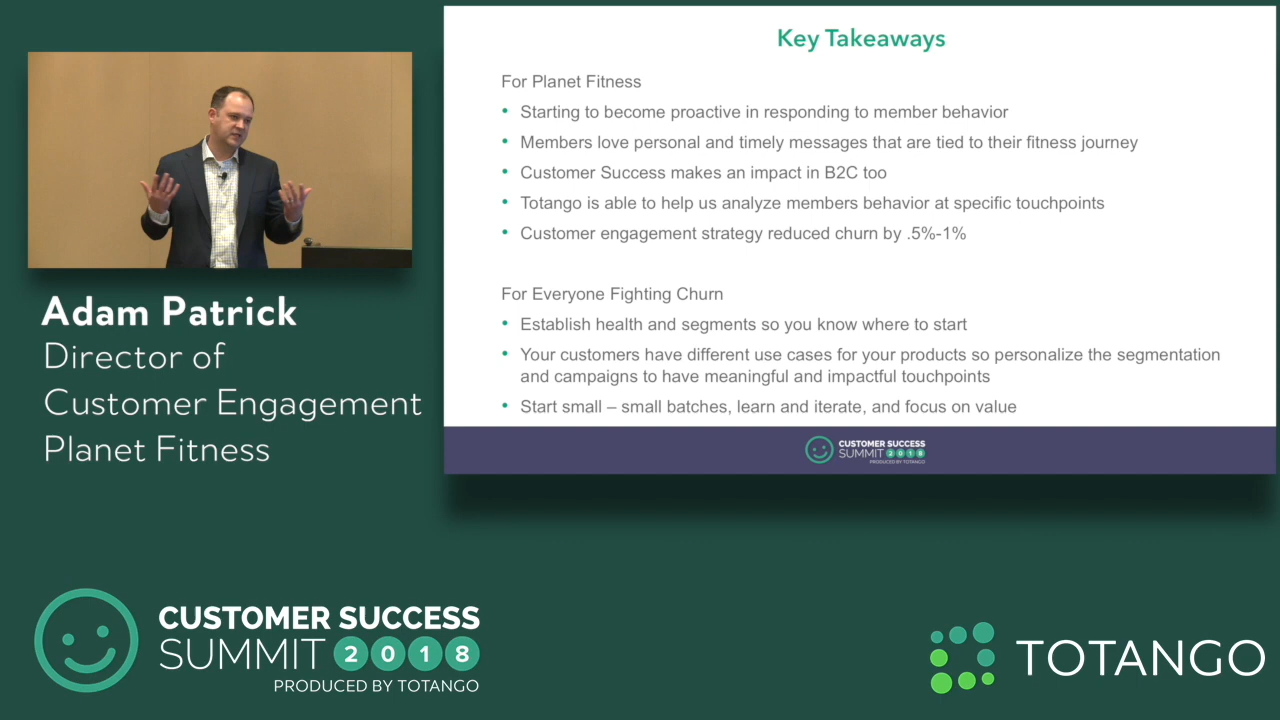 Key Takeaways
For Planet Fitness
• Starting to become proactive in responding to member behavior
• Members love personal and timely messages that are tied to their fitness journey
• Customer Success makes an impact in B2C too
• Totango is able to help us analyze members behavior at specific touchpoints
• Customer engagement strategy reduced churn by .5%-1%
For Everyone Fighting Churn
• Establish health and segments so you know where to start
• Your customers have different use cases for your products so personalize the segmentation
and campaigns to have meaningful and impactful touchpoints
• Start small – small batches, learn and iterate, and focus on value
CUSTOMER SUCCESS
SUMMIT 2018
PRODUCED BY TOTANGO
Adam Patrick
Director of
Customer Engagement
Planet Fitness
CUSTOMER SUCCESS
SUMMIT 2018
PRODUCED BY TOTANGO
TOTANGO